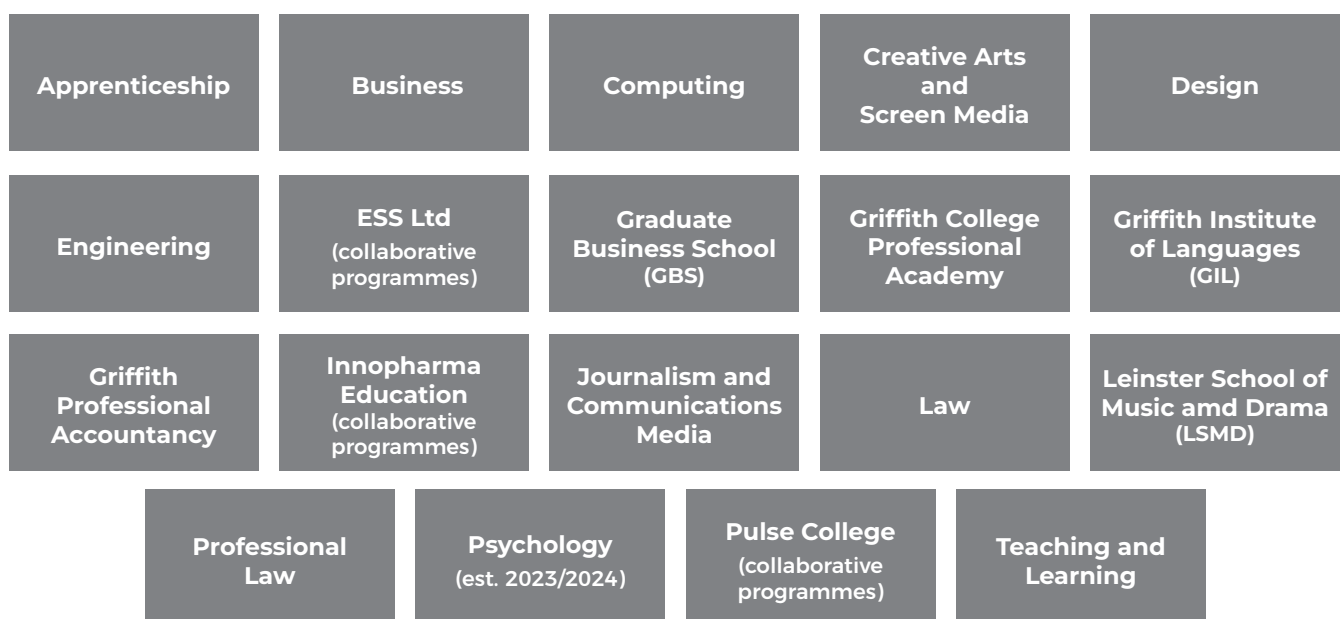 Apprenticeship
Business
Computing
Creative Arts
and
Screen Media
Design
Engineering
ESS Ltd
(collaborative
programmes)
Graduate
Business School
(GBS)
Griffith College
Professional
Academy
Griffith Institute
of Languages
(GIL)
Griffith
Professional
Accountancy
Innopharma
Education
(collaborative
programmes)
Journalism and
Communications
Media
Law
Leinster School of
Music amd Drama
(LSMD)
Professional
Law
Psychology
(est. 2023/2024)
Pulse College
(collaborative
programmes)
Teaching and
Learning